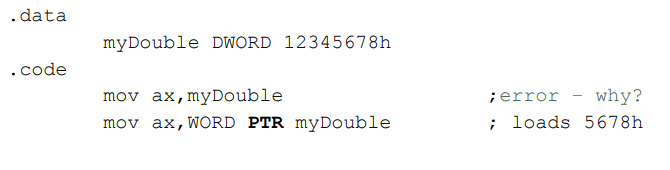 .data
myDouble DWORD 12345678h
.code
mov ax,myDouble ;error – why?
mov ax,WORD PTR myDouble ; loads 5678h